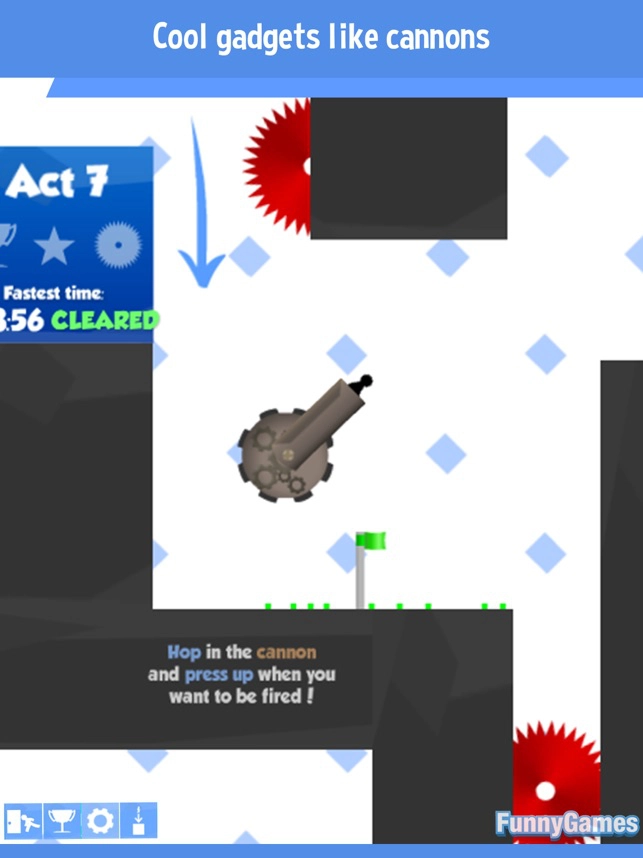 Cool gadgets like cannons
Act 7
Fastest time:
:56 CLEARED
Hop in the cannon
and press up when you
want to be fired !
FunnyGames